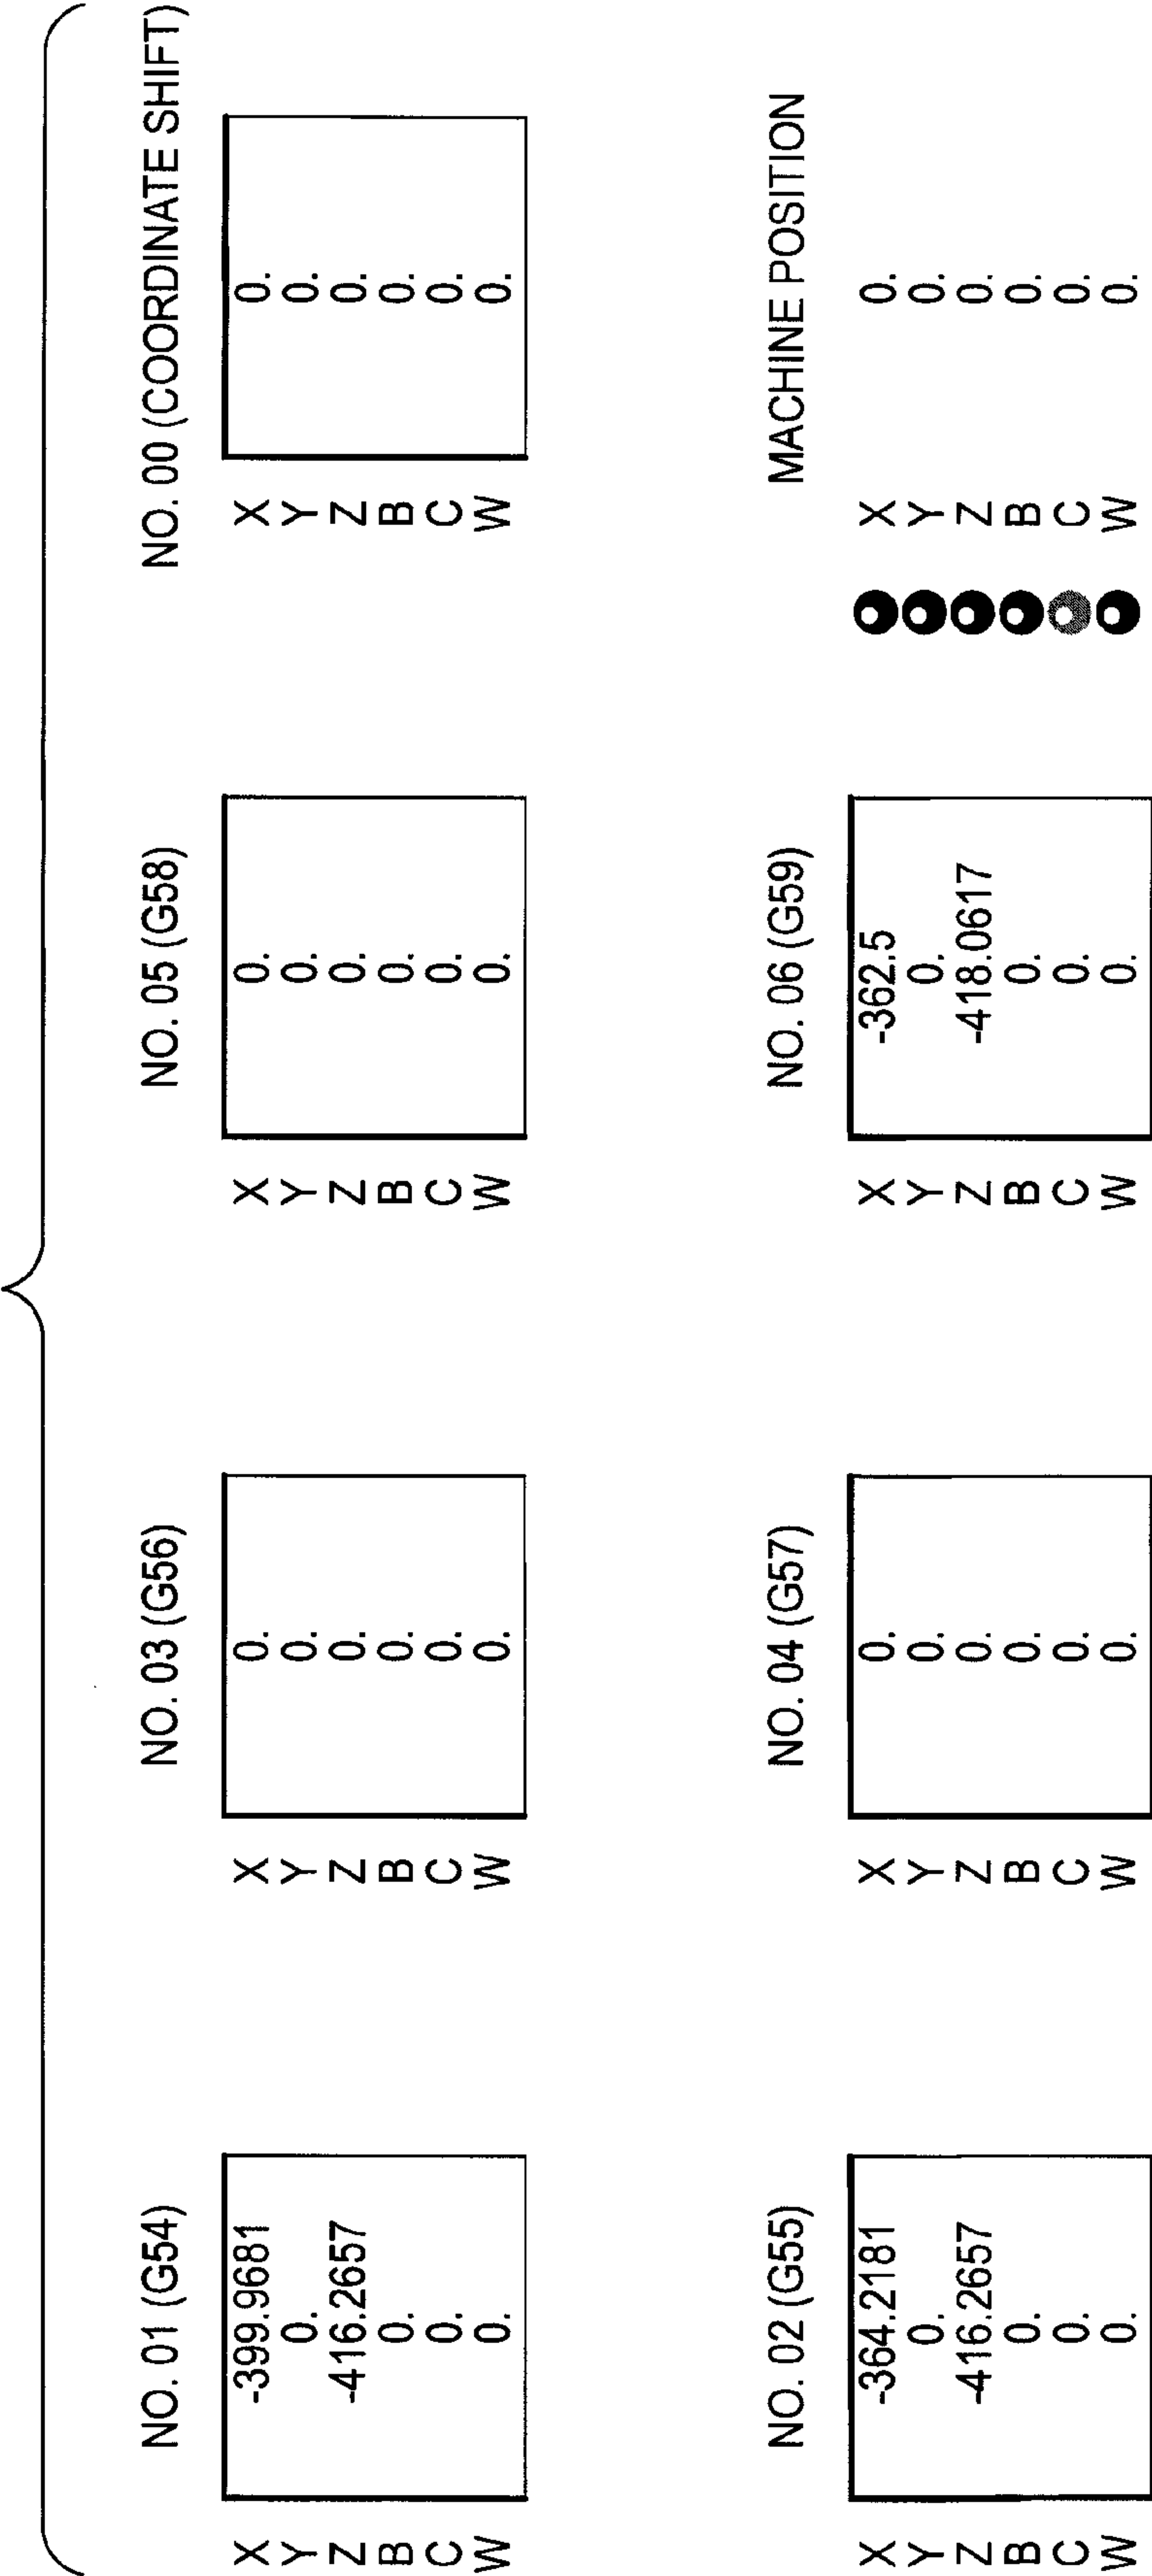 NO. 01 (G54)
X -399.9681
Y 0.
Z -416.2657
B 0.
C 0.
W 0.
NO. 03 (G56)
X 0.
Y 0.
Z 0.
B 0.
C 0.
W 0.
NO. 05 (G58)
X 0.
Y 0.
Z 0.
B 0.
C 0.
W 0.
NO. 00 (COORDINATE SHIFT)
X 0.
Y 0.
Z 0.
B 0.
C 0.
W 0.
NO. 02 (G55)
X -364.2181
Y 0.
Z -416.2657
B 0.
C 0.
W 0.
NO. 04 (G57)
X 0.
Y 0.
Z 0.
B 0.
C 0.
W 0.
NO. 06 (G59)
X -362.5
Y 0.
Z -418.0617
B 0.
C 0.
W 0.
MACHINE POSITION
X 0.
Y 0.
Z 0.
B 0.
C 0.
W 0.